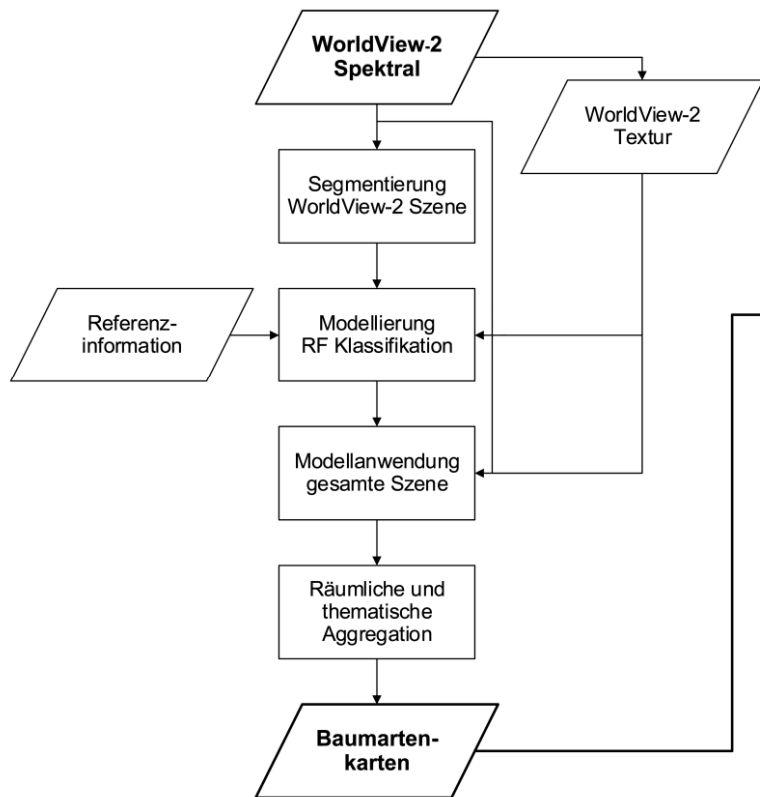 WorldView-2
Spektral
WorldView-2
Textur
Segmentierung
WorldView-2 Szene
Referenz-
information
Modellierung
RF Klassifikation
Modellanwendung
gesamte Szene
Räumliche und
thematische
Aggregation
Baumarten-
karten